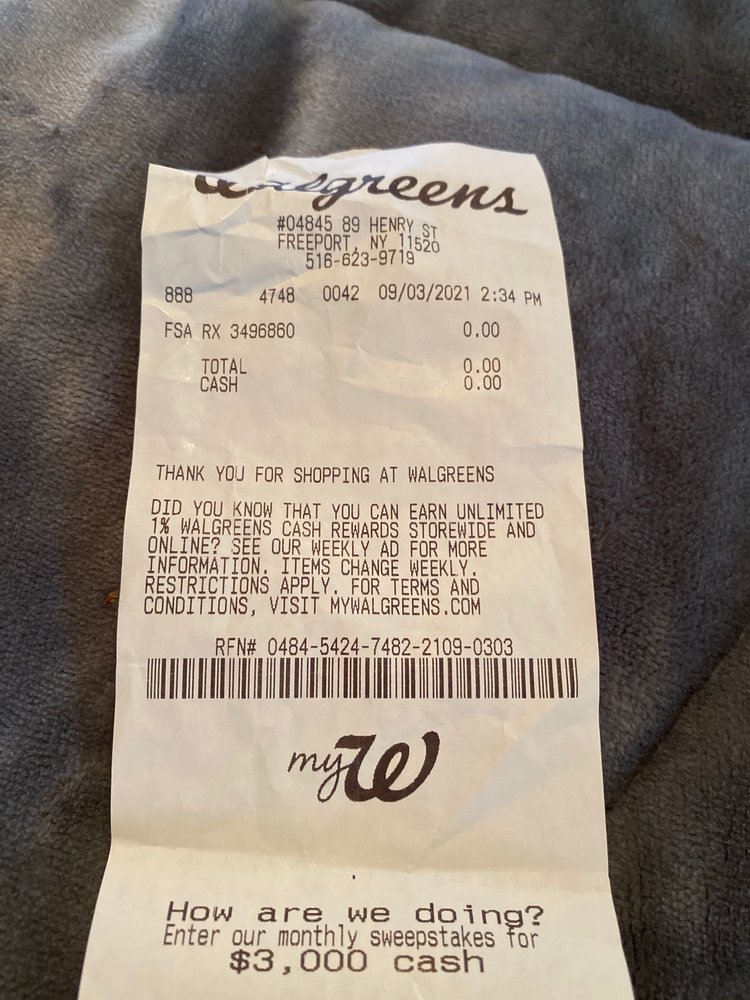 Walgreens
#04845 89 HENRY ST
FREEPORT, NY 11520
516-623-9719
888 4748 0042 09/03/2021 2:34 PM
FSA RX 3496860 0.00
TOTAL 0.00
CASH 0.00
THANK YOU FOR SHOPPING AT WALGREENS
DID YOU KNOW THAT YOU CAN EARN UNLIMITED
1% WALGREENS CASH REWARDS STOREWIDE AND
ONLINE? SEE OUR WEEKLY AD FOR MORE
INFORMATION. ITEMS CHANGE WEEKLY.
RESTRICTIONS APPLY. FOR TERMS AND
CONDITIONS, VISIT MYWALGREENS.COM
RFN# 0484-5424-7482-2109-0303
myW
How are we doing?
Enter our monthly sweepstakes for
$3,000 cash